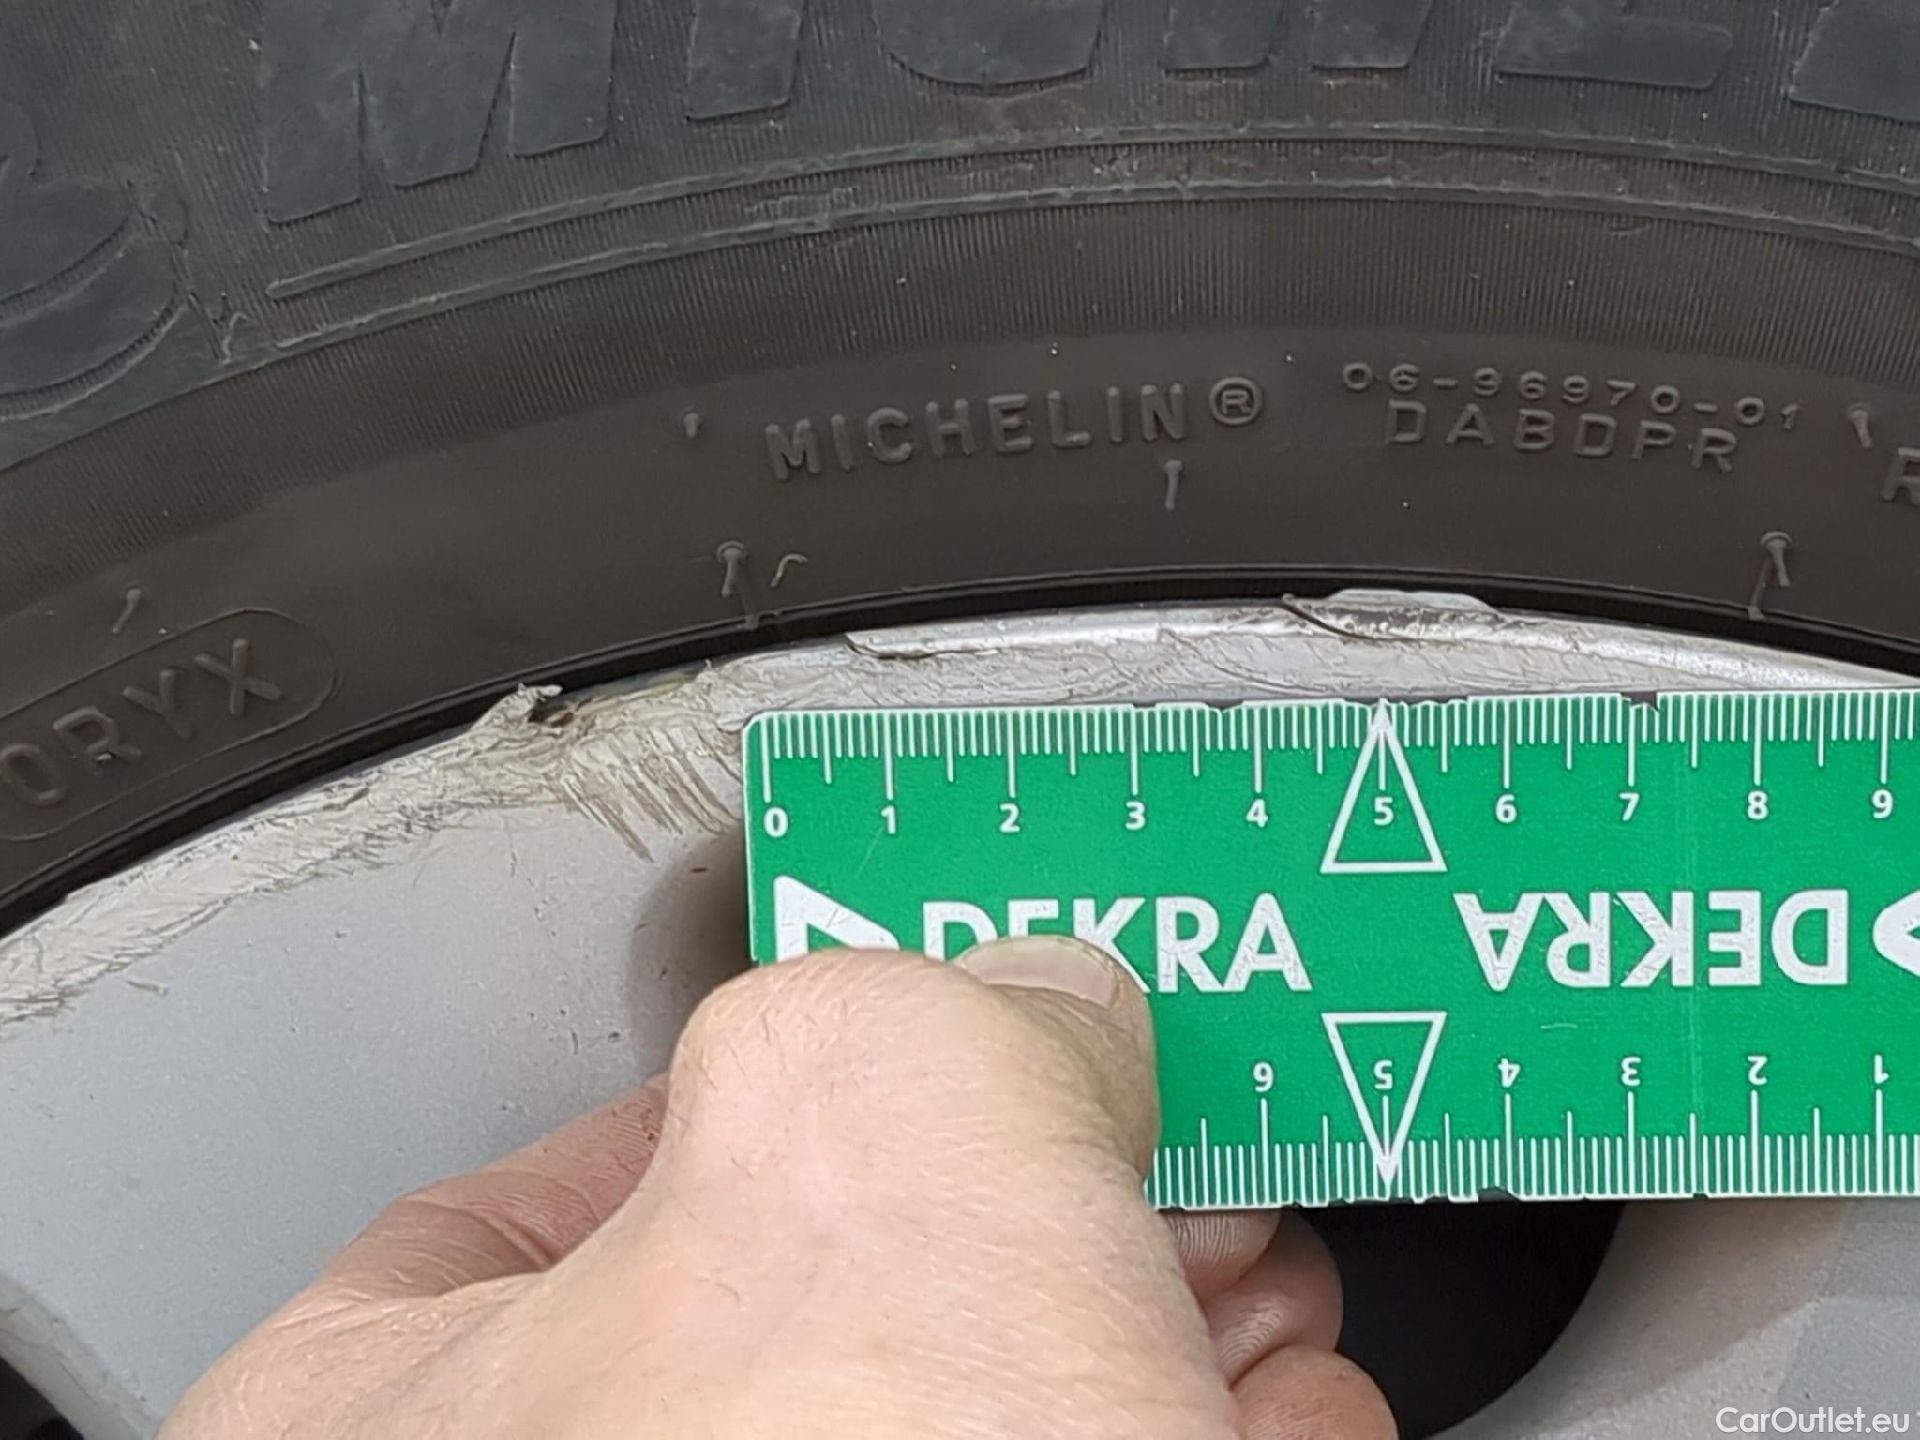 MICHEL
MICHELIN®
06-96970-01
DABDPR
R
ORYX
0 1 2 3 4 5 6 7 8 9
DEKRA DEKRA
6 5 4 3 2 1
CarOutlet.eu